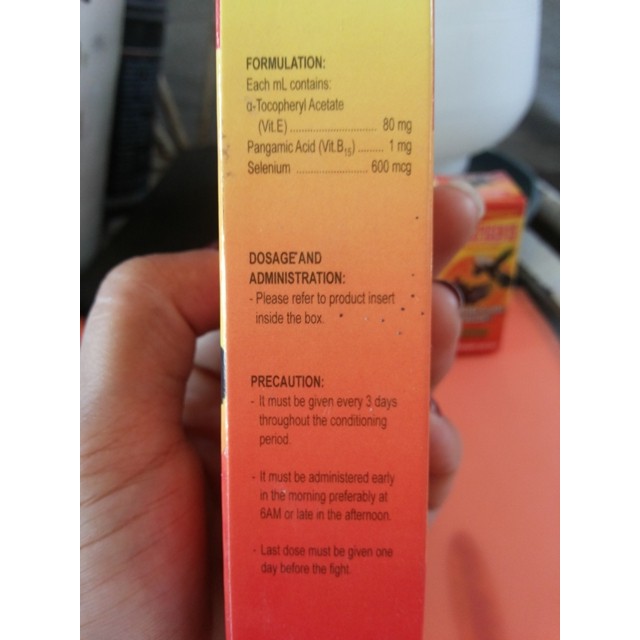 FORMULATION:
Each mL contains:
α-Tocopheryl Acetate
(Vit.E) ............................ 80 mg
Pangamic Acid (Vit.B15) ........ 1 mg
Selenium ....................... 600 mcg
DOSAGE AND
ADMINISTRATION:
- Please refer to product insert
inside the box.
PRECAUTION:
- It must be given every 3 days
throughout the conditioning
period.
- It must be administered early
in the morning preferably at
6AM or late in the afternoon.
- Last dose must be given one
day before the fight.